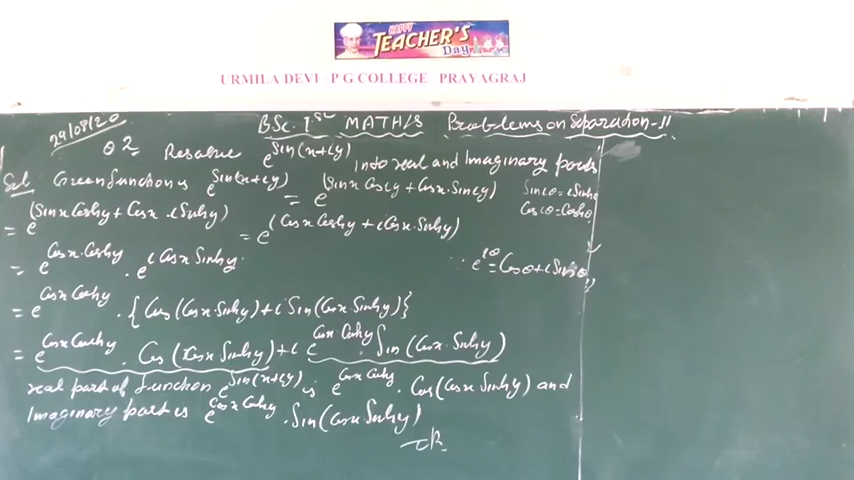 HAPPY
TEACHER'S
Day
URMILA DEVI P G COLLEGE PRAYAGRAJ
29/08/20
BSc. Ist MATHS Problems on Separation-II
Q2. Resolve e^Sin(x+iy) into real and Imaginary parts
Sol Given function is e^Sin(x+iy) = e^(Sinx Cosiy + Cosx. Siniy)
Siniθ = iSinhθ
Cosiθ = Coshθ
= e^(Sinx Coshy + Cosx . iSinhy) = e^(Cosx Coshy + iCosx. Sinhy)
= e^Cosx.Coshy . e^iCosx Sinhy.
∵ e^iθ = Cosθ + iSinθ
= e^Cosx Coshy . {Cos(Cosx.Sinhy) + i Sin(Cosx Sinhy)}
= e^Cosx Coshy . Cos(Cosx Sinhy) + i e^Cosx Coshy . Sin(Cosx.Sinhy)
real part of function e^Sin(x+iy) is e^Cosx Coshy . Cos(Cosx Sinhy) and
Imaginary part is e^Cosx Coshy . Sin(Cosx Sinhy)